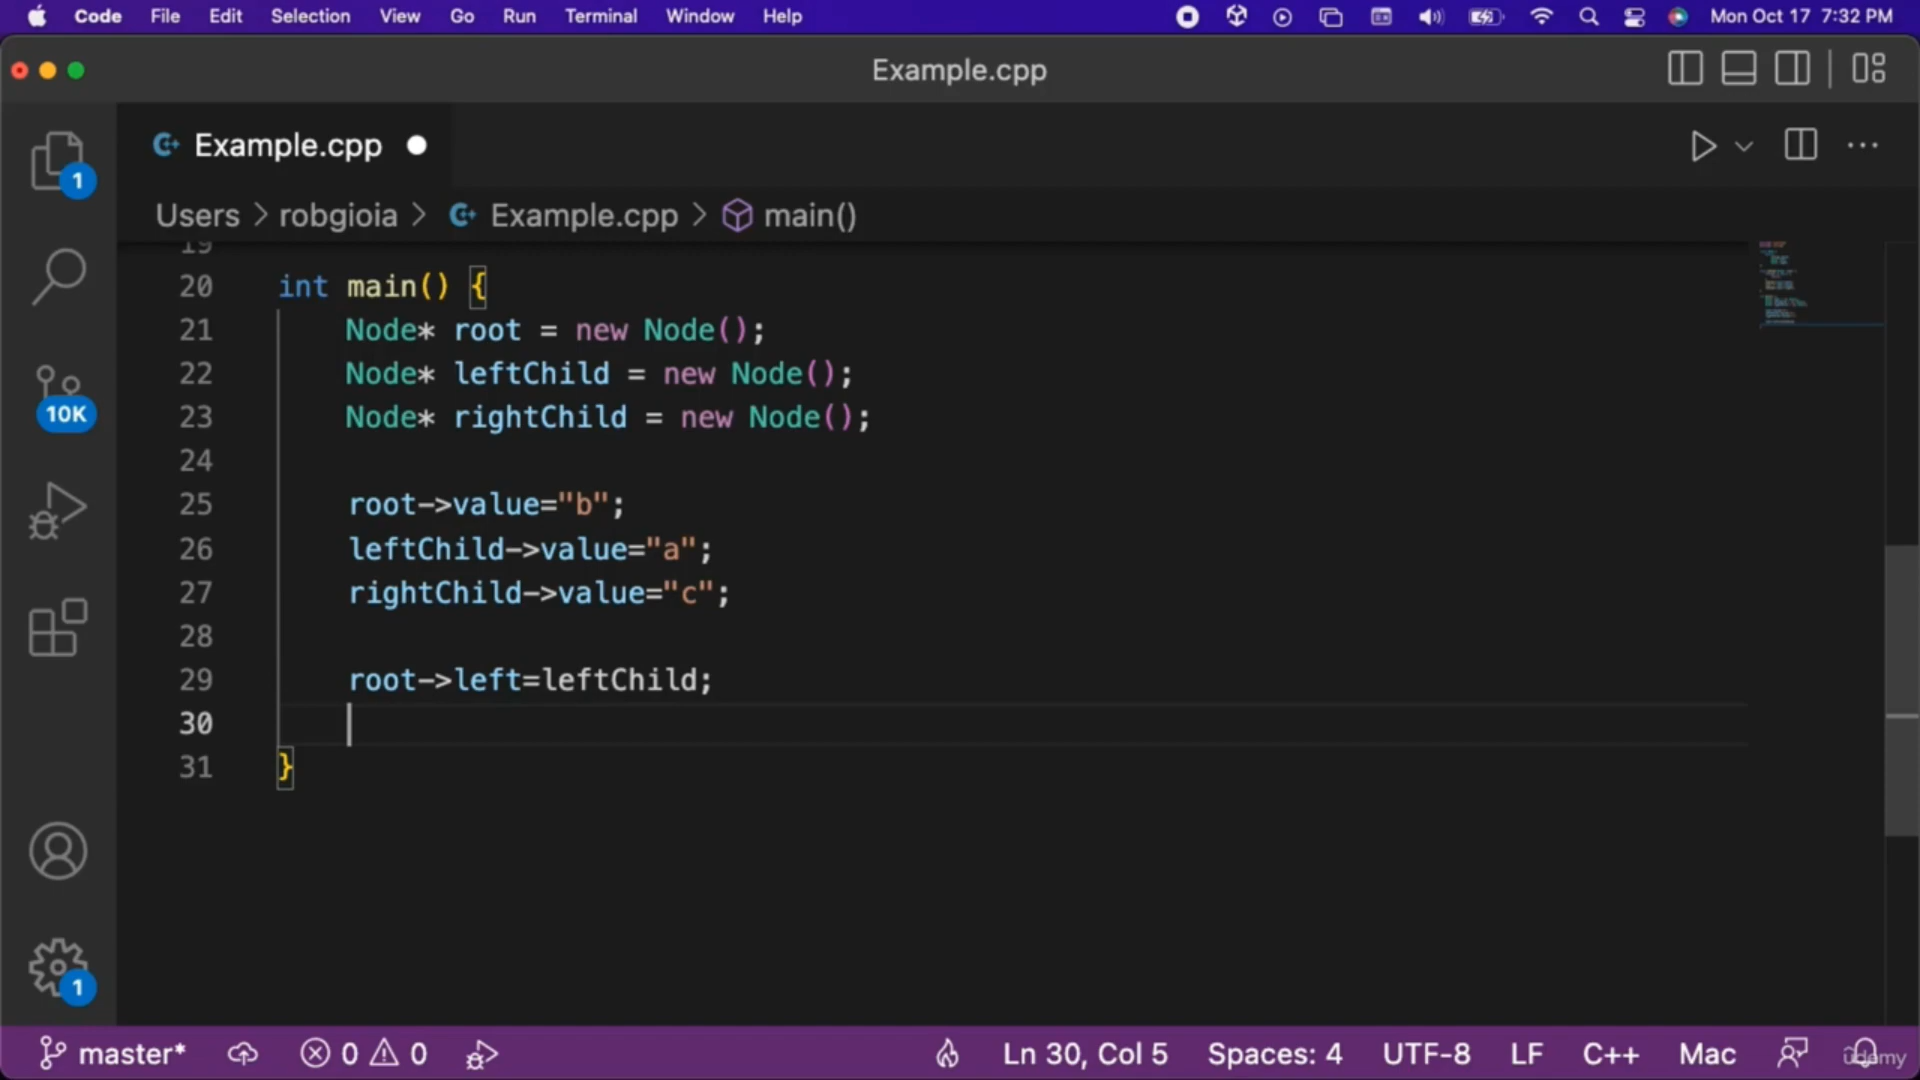 Code File Edit Selection View Go Run Terminal Window Help Mon Oct 17 7:32 PM
Example.cpp
Example.cpp
1
Users > robgioia > Example.cpp > main()
19
20 int main() {
21 Node* root = new Node();
22 Node* leftChild = new Node();
23 Node* rightChild = new Node();
10K
24
25 root->value="b";
26 leftChild->value="a";
27 rightChild->value="c";
28
29 root->left=leftChild;
30
31 }
1
master* 0 0 Ln 30, Col 5 Spaces: 4 UTF-8 LF C++ Mac
udemy